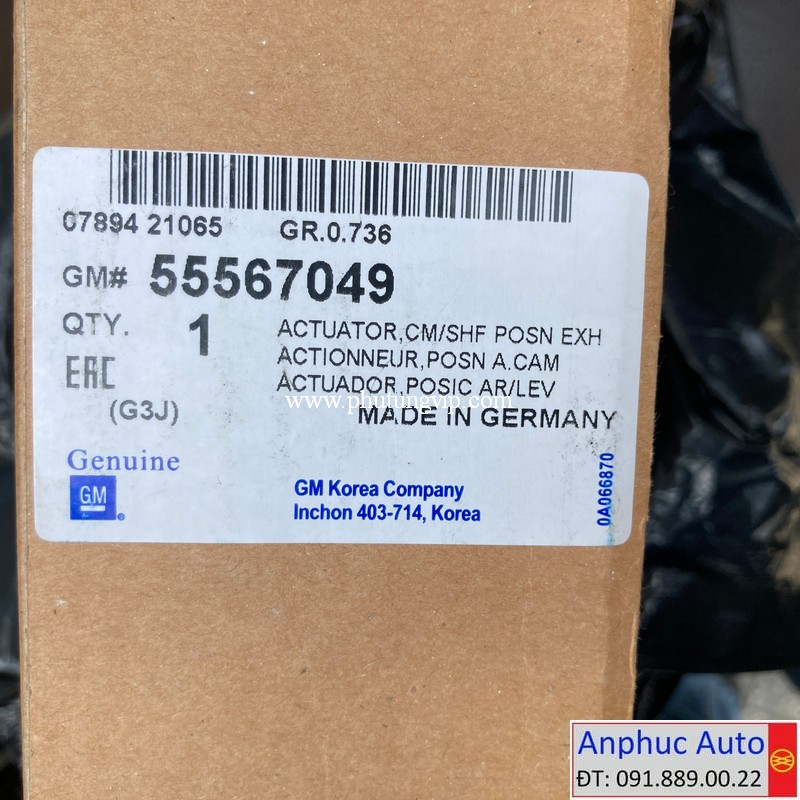 07894 21065 GR.0.736
GM# 55567049
QTY. 1 ACTUATOR,CM/SHF POSN EXH
ACTIONNEUR,POSN A.CAM
EAC ACTUADOR,POSIC AR/LEV
www.phutungvip.com
(G3J) MADE IN GERMANY
Genuine
GM
GM Korea Company
Inchon 403-714, Korea
0A066870
Anphuc Auto
ĐT: 091.889.00.22